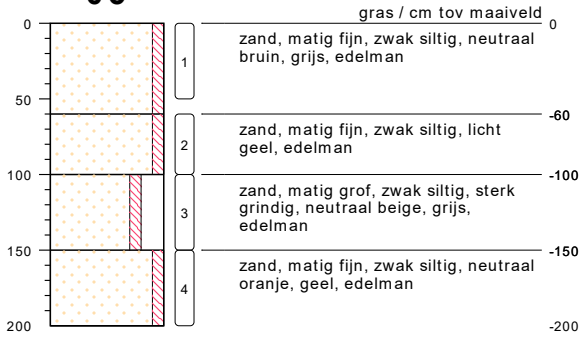 gras / cm tov maaiveld
0
0
zand, matig fijn, zwak siltig, neutraal
bruin, grijs, edelman
1
50
-60
zand, matig fijn, zwak siltig, licht
geel, edelman
2
100
-100
zand, matig grof, zwak siltig, sterk
grindig, neutraal beige, grijs,
edelman
3
150
-150
zand, matig fijn, zwak siltig, neutraal
oranje, geel, edelman
4
200
-200